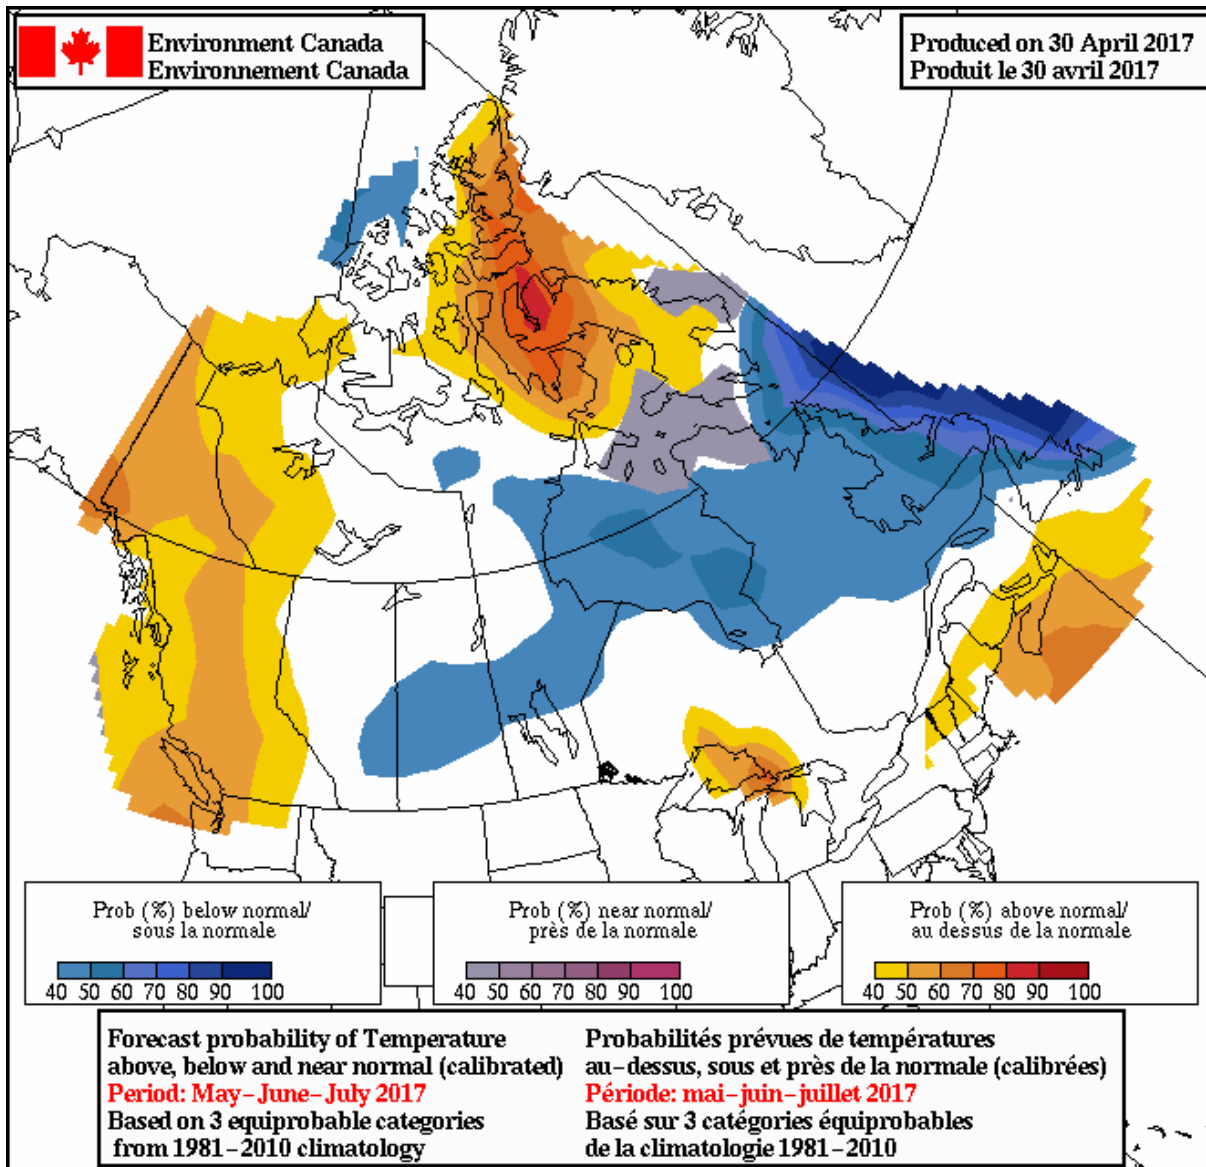 Environment Canada
Environnement Canada
Produced on 30 April 2017
Produit le 30 avril 2017
Prob (%) below normal/
sous la normale
40 50 60 70 80 90 100
Prob (%) near normal/
près de la normale
40 50 60 70 80 90 100
Prob (%) above normal/
au dessus de la normale
40 50 60 70 80 90 100
Forecast probability of Temperature
above, below and near normal (calibrated)
Period: May-June-July 2017
Based on 3 equiprobable categories
from 1981-2010 climatology
Probabilités prévues de températures
au-dessus, sous et près de la normale (calibrées)
Période: mai-juin-juillet 2017
Basé sur 3 catégories équiprobables
de la climatologie 1981-2010